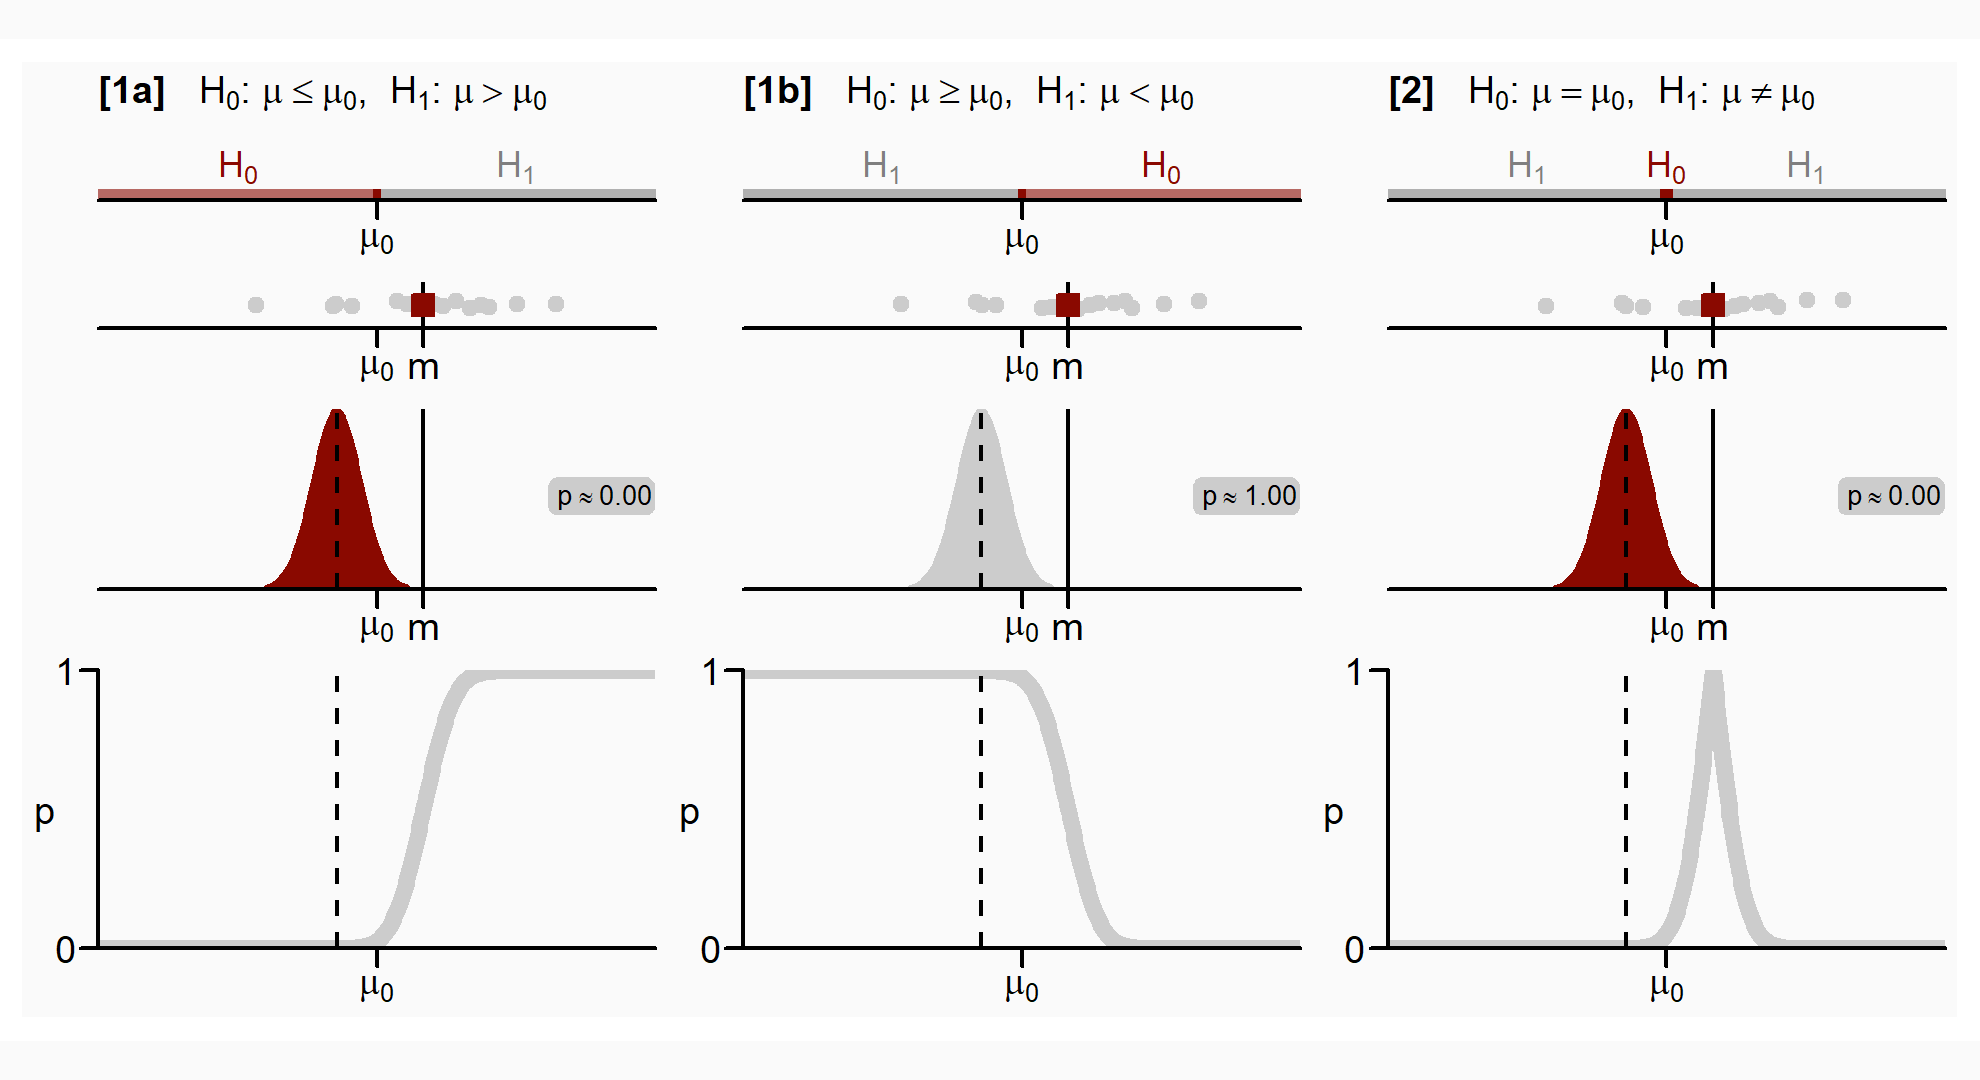 [1a] H₀: μ ≤ μ₀, H₁: μ > μ₀
H₀ H₁
μ₀
μ₀ m
p ≈ 0.00
μ₀ m
1
p
0
μ₀
[1b] H₀: μ ≥ μ₀, H₁: μ < μ₀
H₁ H₀
μ₀
μ₀ m
p ≈ 1.00
μ₀ m
1
p
0
μ₀
[2] H₀: μ = μ₀, H₁: μ ≠ μ₀
H₁ H₀ H₁
μ₀
μ₀ m
p ≈ 0.00
μ₀ m
1
p
0
μ₀